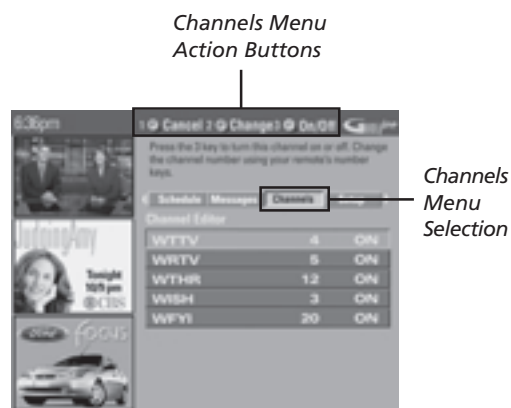 Channels Menu
Action Buttons
6:36pm
1 Cancel 2 Change 3 On/Off
Press the 3 key to turn this channel on or off. Change
the channel number using your remote's number
keys.
Schedule Messages Channels
Channel Editor
WTTV 4 ON
WRTV 5 ON
WTHR 12 ON
WISH 3 ON
WFYI 20 ON
Judging Amy
Tonight
10/9 pm
CBS
Ford Focus
Channels
Menu
Selection